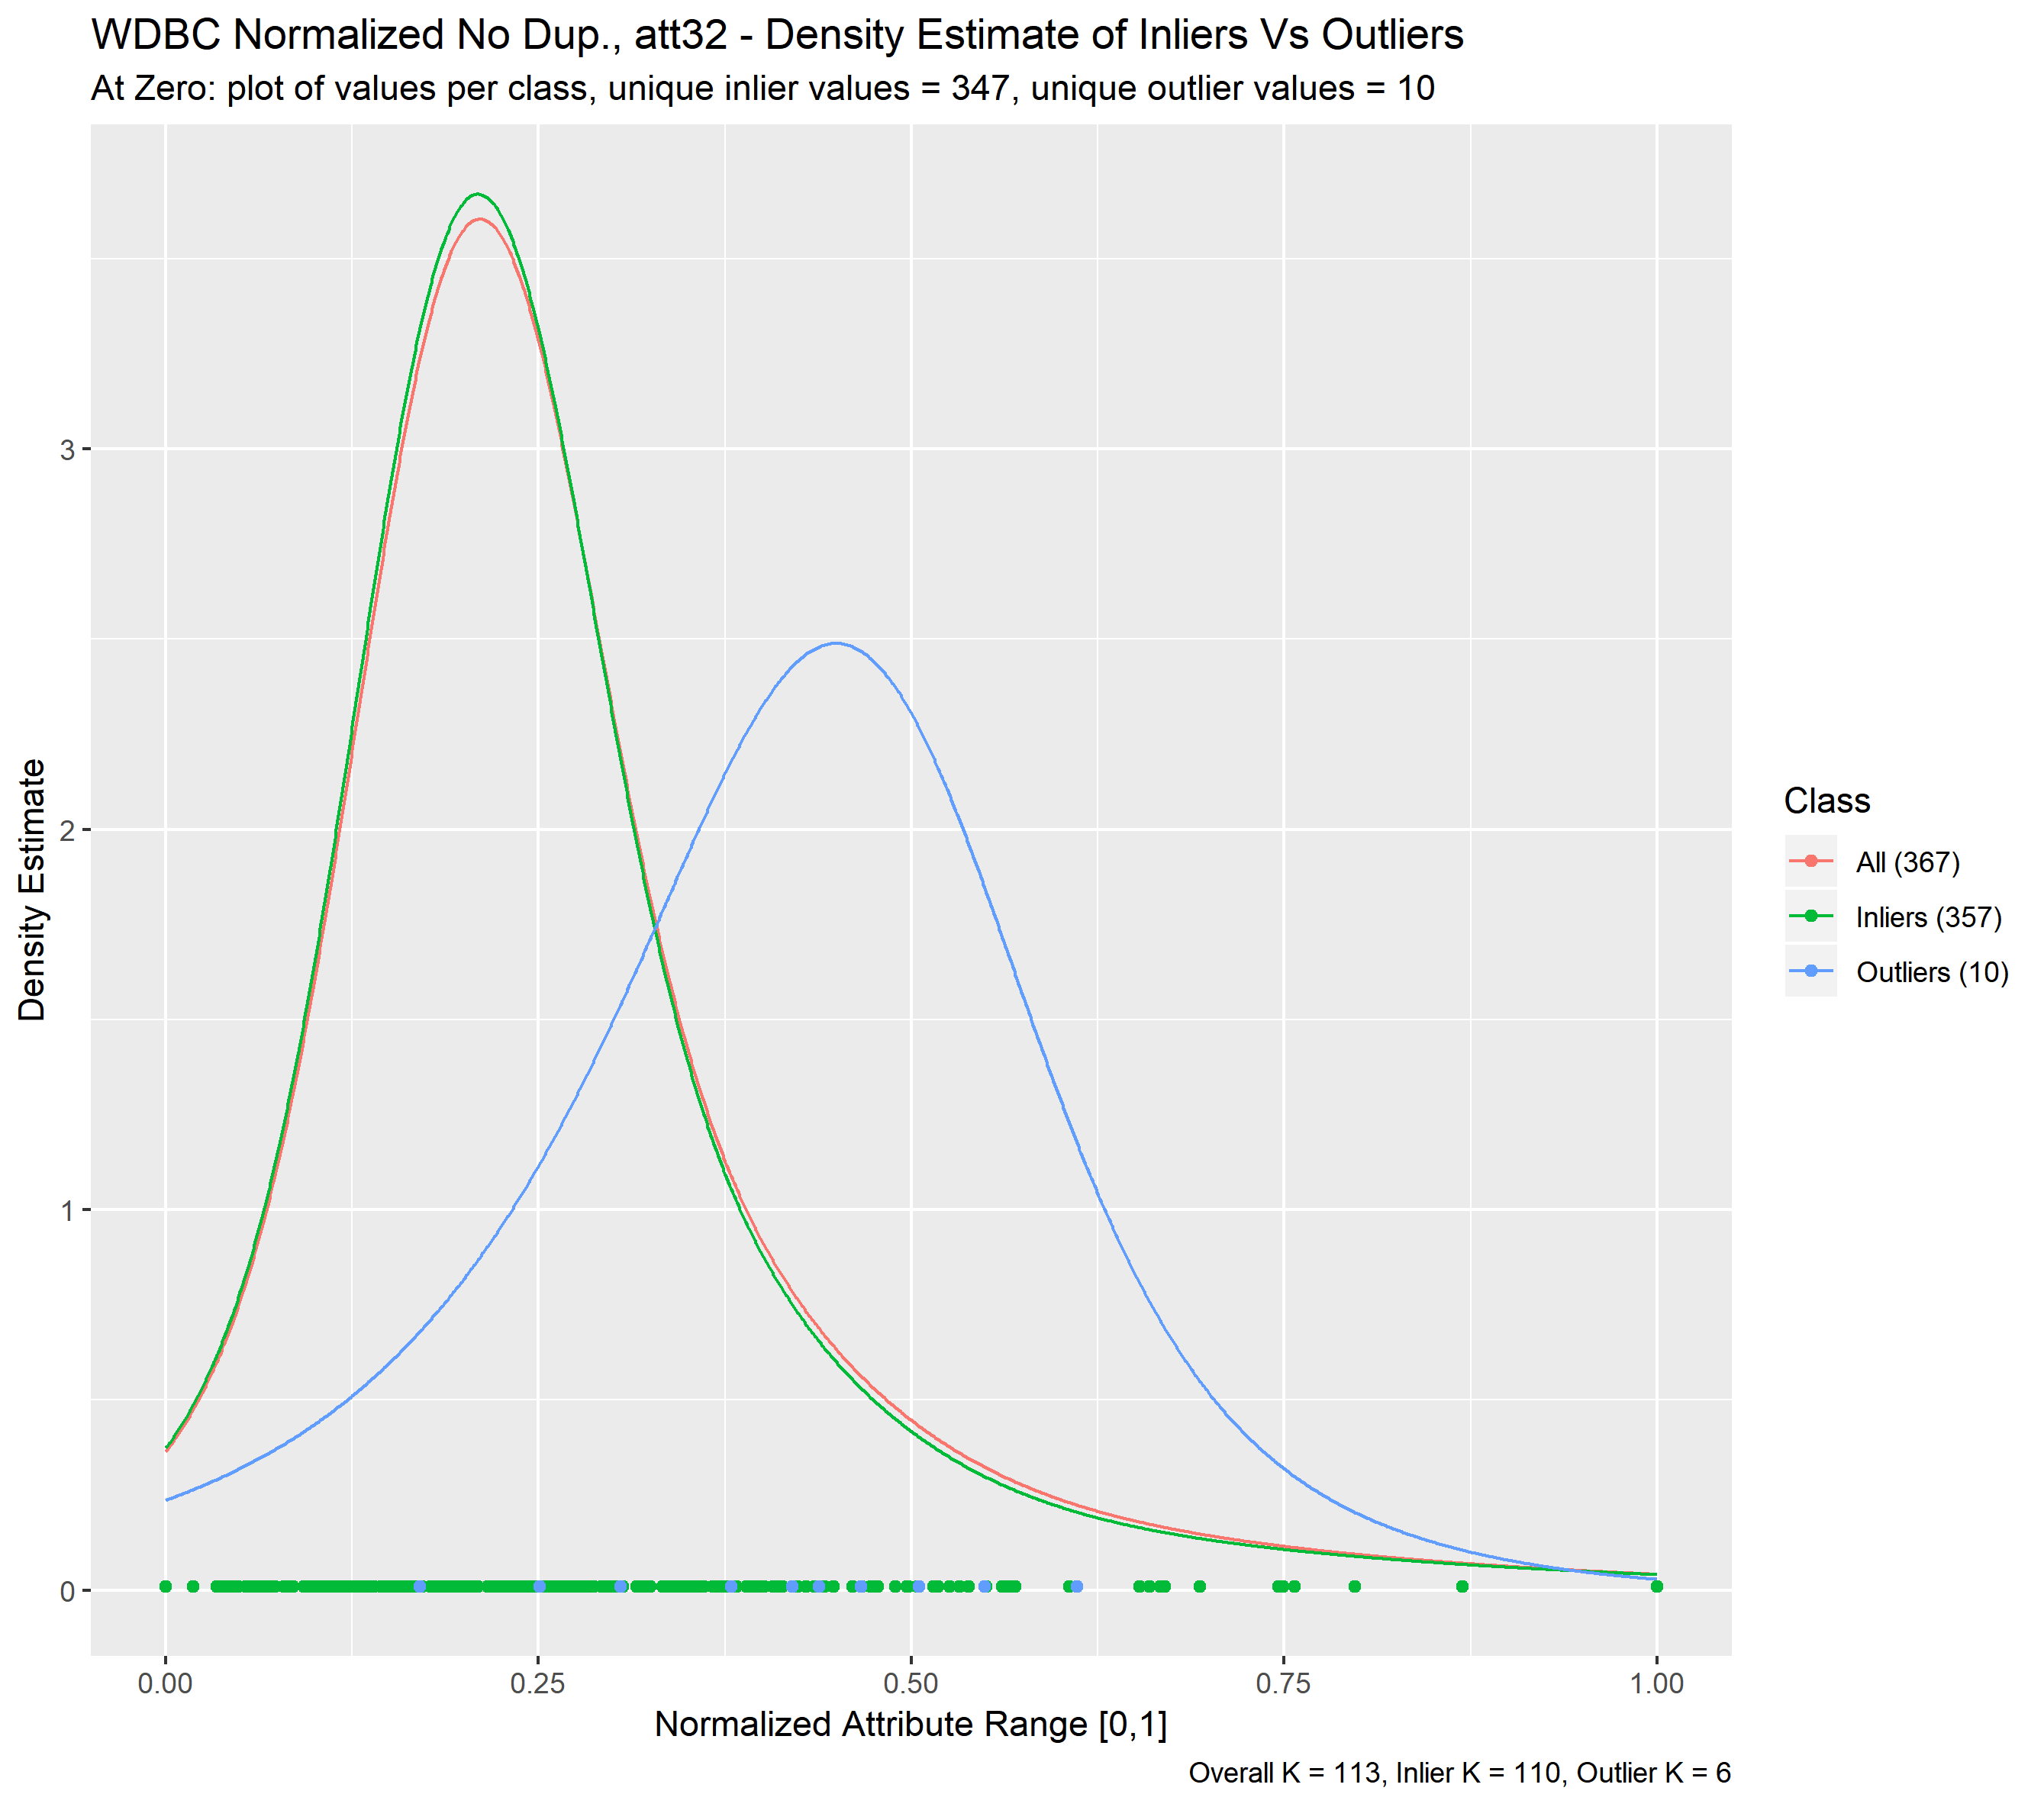 WDBC Normalized No Dup., att32 - Density Estimate of Inliers Vs Outliers
At Zero: plot of values per class, unique inlier values = 347, unique outlier values = 10
Density Estimate
3
2
1
0
0.00 0.25 0.50 0.75 1.00
Normalized Attribute Range [0,1]
Class
All (367)
Inliers (357)
Outliers (10)
Overall K = 113, Inlier K = 110, Outlier K = 6